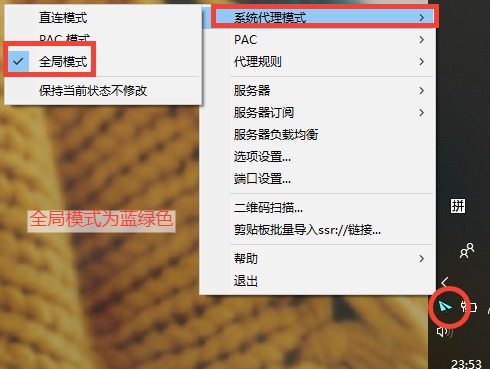 直连模式
PAC 模式
全局模式
保持当前状态不修改
系统代理模式
PAC
代理规则
服务器
服务器订阅
服务器负载均衡
选项设置...
端口设置...
二维码扫描...
剪贴板批量导入ssr://链接...
帮助
退出
全局模式为蓝绿色
拼
23:53